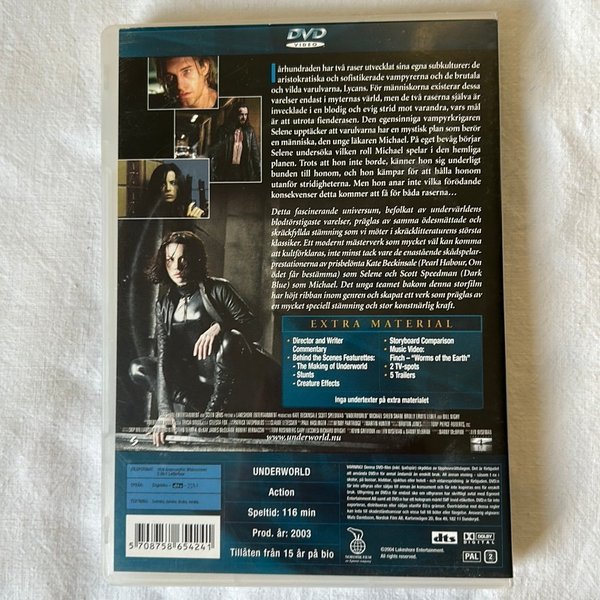 DVD
VIDEO
I århundraden har två raser utvecklat sina egna subkulturer: de
aristokratiska och sofistikerade vampyrerna och de brutala
och vilda varulvarna, Lycans. För människorna existerar dessa
varelser endast i myternas värld, men de två raserna själva är
invecklade i en blodig och evig strid mot varandra, vars mål
är att utrota fienderasen. Den egensinniga vampyrkrigaren
Selene upptäcker att varulvarna har en mystisk plan som berör
en människa, den unge läkaren Michael. På eget bevåg börjar
Selene undersöka vilken roll Michael spelar i den hemliga
planen. Trots att hon inte borde, känner hon sig underligt
bunden till honom, och hon kämpar för att hålla honom
utanför stridigheterna. Men hon anar inte vilka förödande
konsekvenser detta kommer att få för båda raserna...
Detta fascinerande universum, befolkat av undervärldens
blodtörstigaste varelser, präglas av samma ödesmättade och
skräckfyllda stämning som vi möter i skräcklitteraturens största
klassiker. Ett modernt mästerverk som mycket väl kan komma
att kultförklaras, inte minst tack vare de enastående skådespelar-
prestationerna av prisbelönta Kate Beckinsale (Pearl Habour, Om
ödet får bestämma) som Selene och Scott Speedman (Dark
Blue) som Michael. Det unga teamet bakom denna storfilm
har höjt ribban inom genren och skapat ett verk som präglas av
en mycket speciell stämning och stor konstnärlig kraft.
EXTRA MATERIAL
• Director and Writer
Commentary
• Behind the Scenes Featurettes:
- The Making of Underworld
- Stunts
- Creature Effects
• Storyboard Comparison
• Music Video:
Finch – "Worms of the Earth"
• 2 TV-spots
• 5 Trailers
Inga undertexter på extra materialet
www.underworld.nu
UNDERWORLD
Action
Speltid: 116 min
Prod. år: 2003
Tillåten från 15 år på bio
5 708758 654241
NORDISK FILM
dts
DOLBY
DIGITAL
©2004 Lakeshore Entertainment.
All rights reserved.
PAL
2